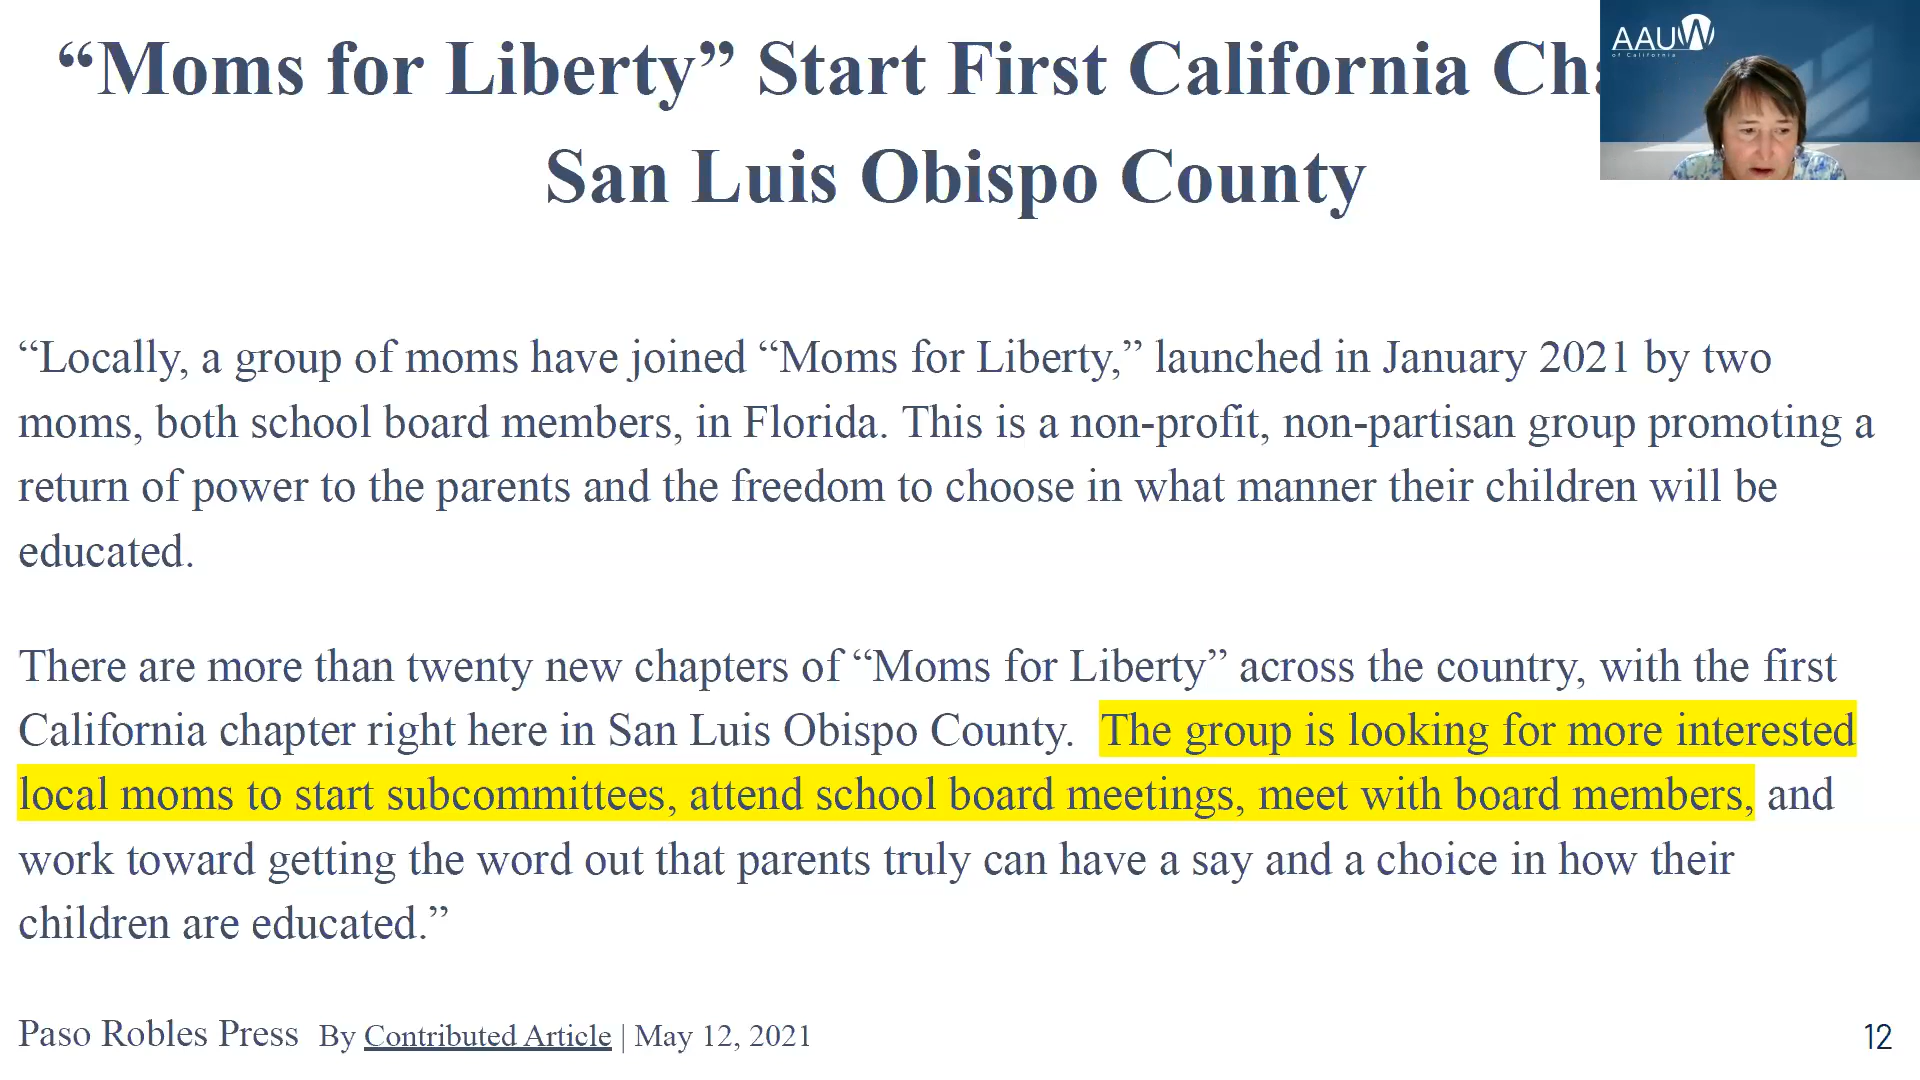 “Moms for Liberty” Start First California
San Luis Obispo County
AAUW
of California
“Locally, a group of moms have joined “Moms for Liberty,” launched in January 2021 by two
moms, both school board members, in Florida. This is a non-profit, non-partisan group promoting a
return of power to the parents and the freedom to choose in what manner their children will be
educated.
There are more than twenty new chapters of “Moms for Liberty” across the country, with the first
California chapter right here in San Luis Obispo County. The group is looking for more interested
local moms to start subcommittees, attend school board meetings, meet with board members, and
work toward getting the word out that parents truly can have a say and a choice in how their
children are educated.”
Paso Robles Press By Contributed Article | May 12, 2021
12